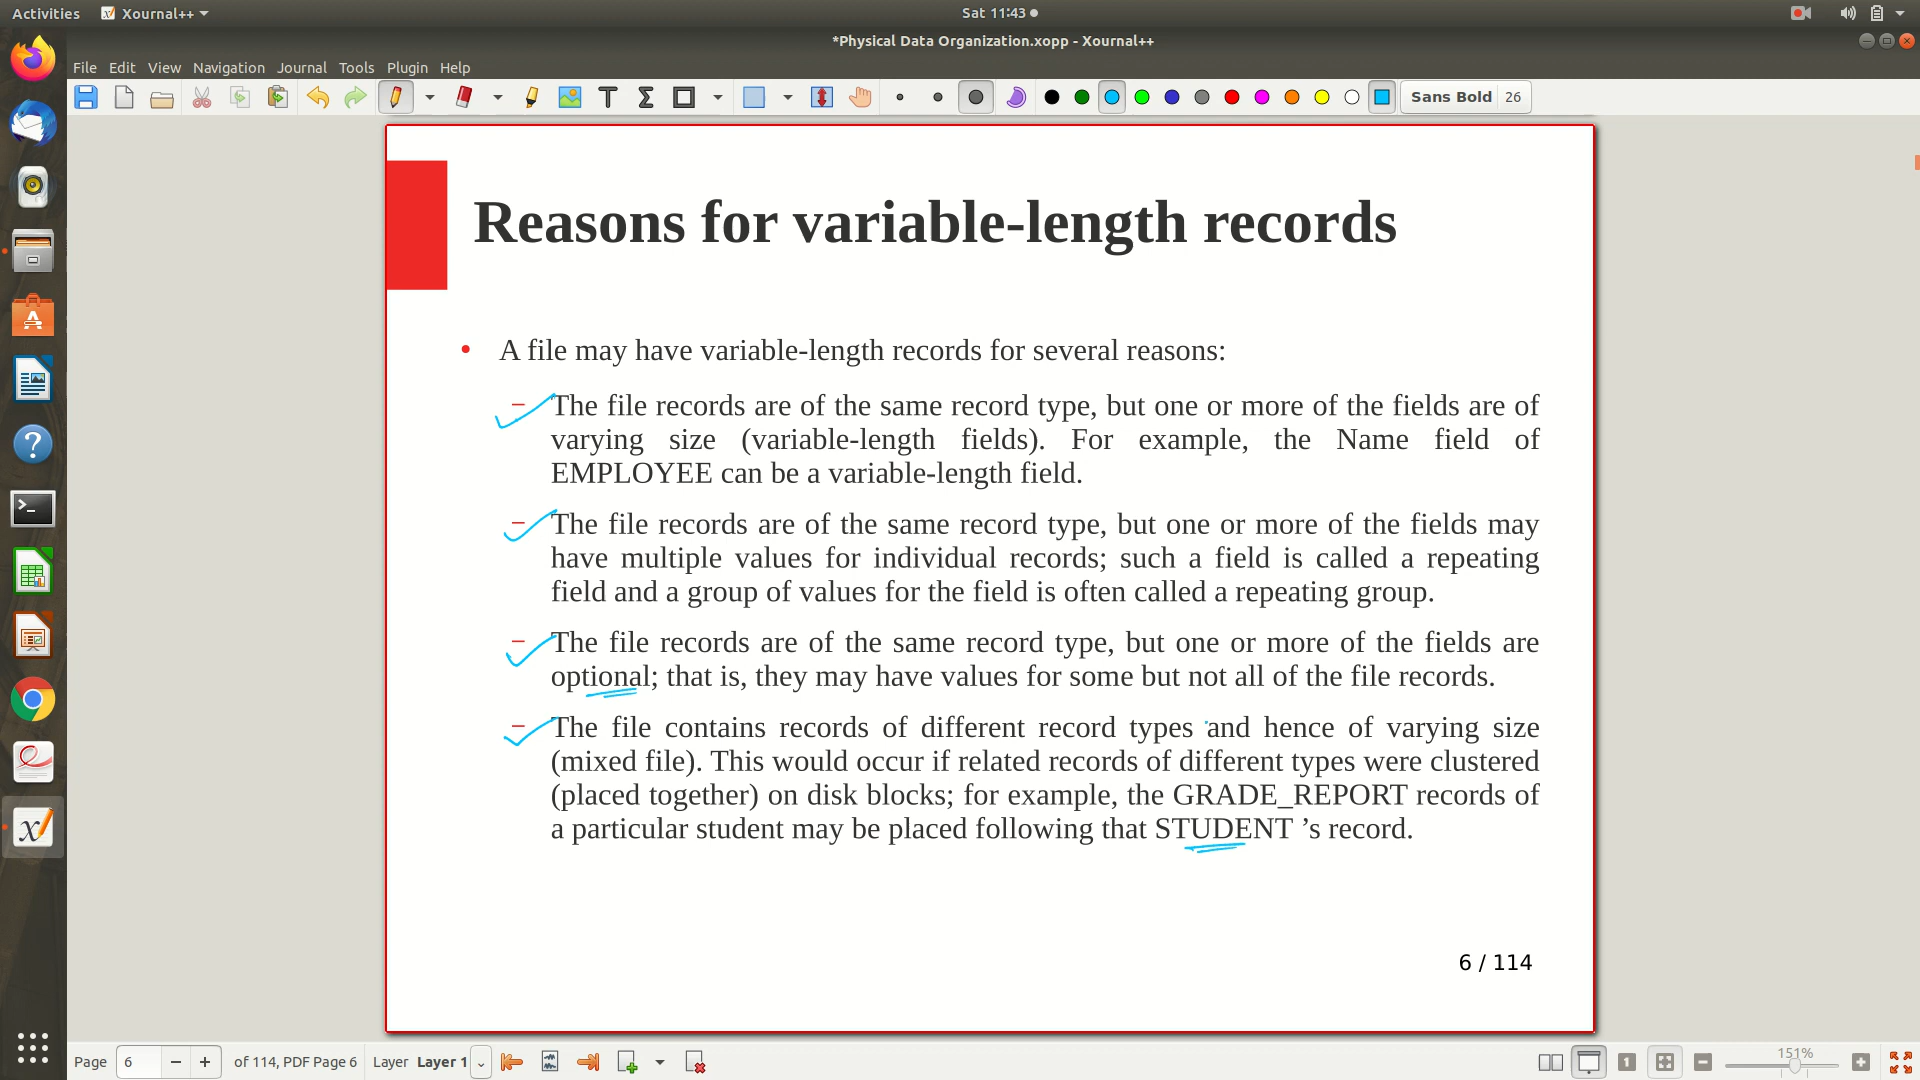 Activities Xournal++ Sat 11:43
*Physical Data Organization.xopp - Xournal++
File Edit View Navigation Journal Tools Plugin Help
Sans Bold 26
Reasons for variable-length records
• A file may have variable-length records for several reasons:
– The file records are of the same record type, but one or more of the fields are of
varying size (variable-length fields). For example, the Name field of
EMPLOYEE can be a variable-length field.
– The file records are of the same record type, but one or more of the fields may
have multiple values for individual records; such a field is called a repeating
field and a group of values for the field is often called a repeating group.
– The file records are of the same record type, but one or more of the fields are
optional; that is, they may have values for some but not all of the file records.
– The file contains records of different record types and hence of varying size
(mixed file). This would occur if related records of different types were clustered
(placed together) on disk blocks; for example, the GRADE_REPORT records of
a particular student may be placed following that STUDENT ’s record.
6 / 114
Page 6 of 114, PDF Page 6 Layer Layer 1 1 151%